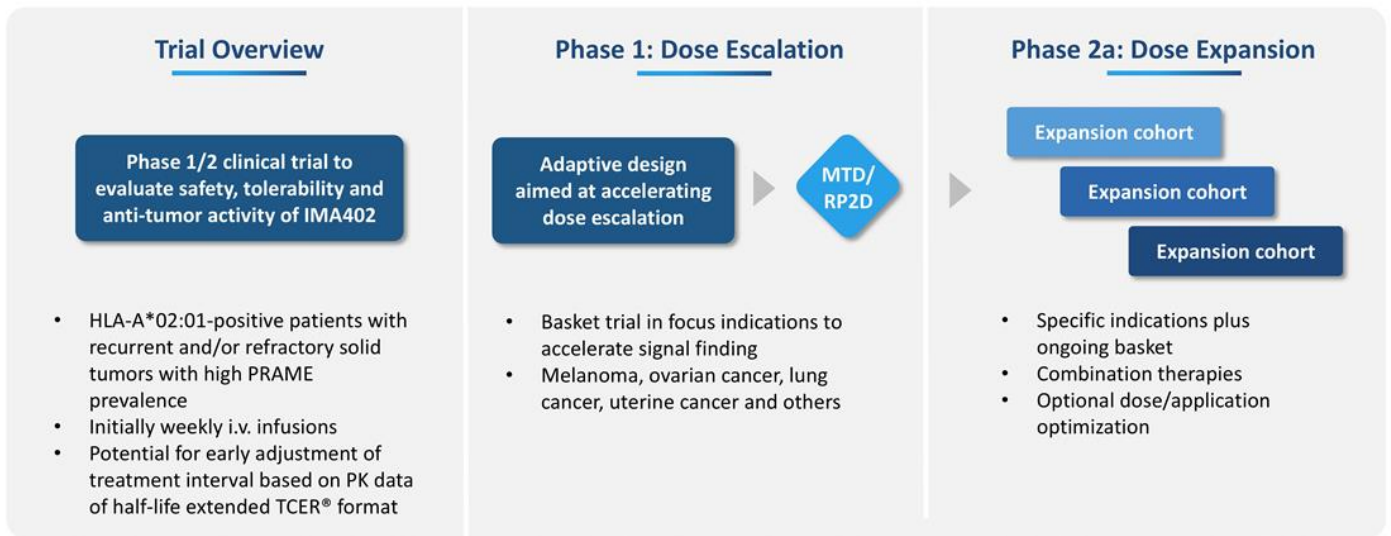 Trial Overview
Phase 1/2 clinical trial to
evaluate safety, tolerability and
anti-tumor activity of IMA402
• HLA-A*02:01-positive patients with
recurrent and/or refractory solid
tumors with high PRAME
prevalence
• Initially weekly i.v. infusions
• Potential for early adjustment of
treatment interval based on PK data
of half-life extended TCER® format
Phase 1: Dose Escalation
Adaptive design
aimed at accelerating
dose escalation
MTD/
RP2D
• Basket trial in focus indications to
accelerate signal finding
• Melanoma, ovarian cancer, lung
cancer, uterine cancer and others
Phase 2a: Dose Expansion
Expansion cohort
Expansion cohort
Expansion cohort
• Specific indications plus
ongoing basket
• Combination therapies
• Optional dose/application
optimization